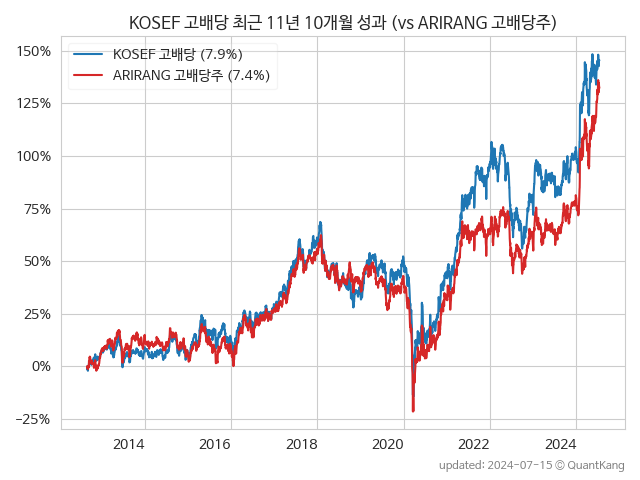 KOSEF 고배당 최근 11년 10개월 성과 (vs ARIRANG 고배당주)
150%
KOSEF 고배당 (7.9%)
ARIRANG 고배당주 (7.4%)
125%
100%
75%
50%
25%
0%
−25%
2014 2016 2018 2020 2022 2024
updated: 2024-07-15 © QuantKang